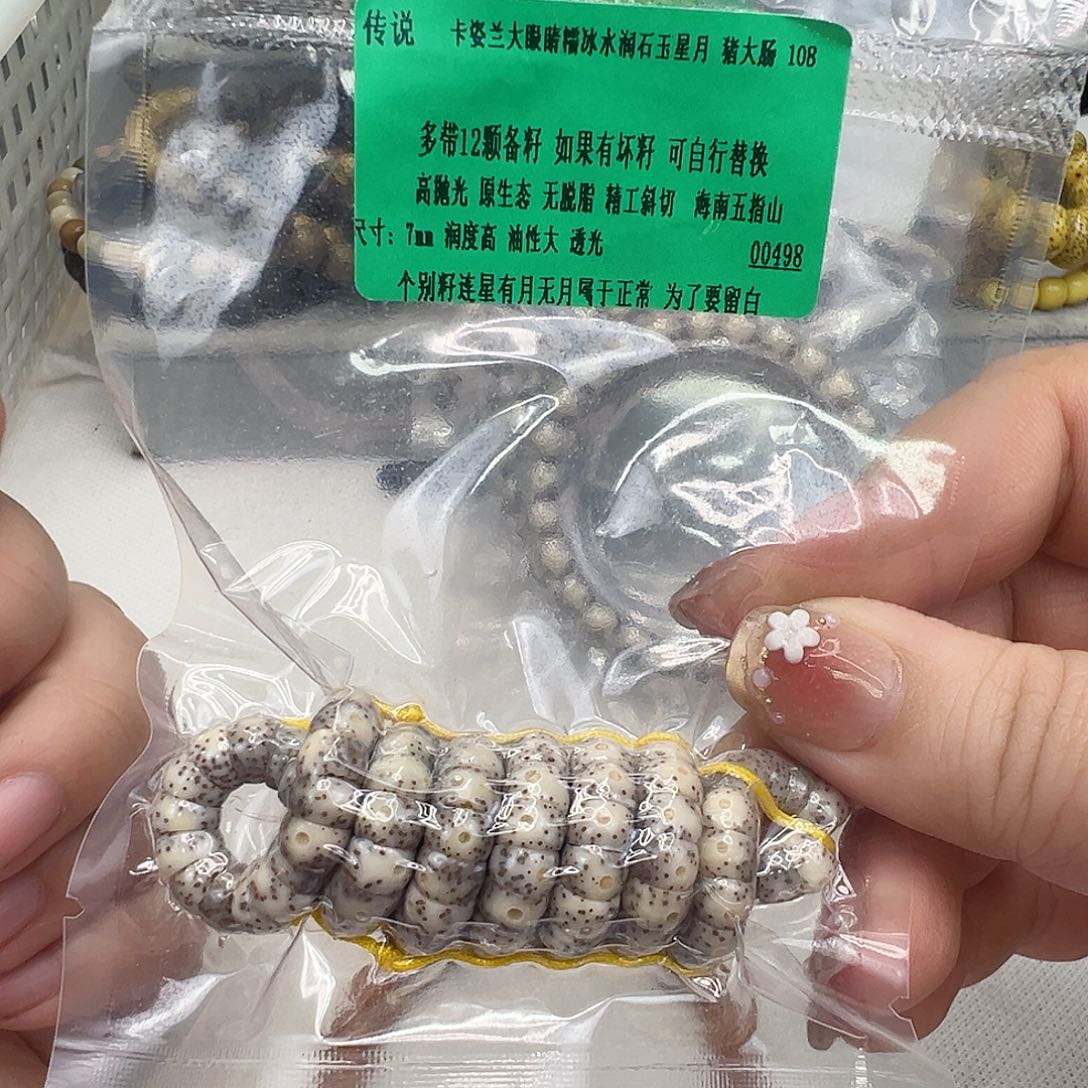 传说 卡姿兰大眼睛糯冰水润石玉星月 猪大肠 108
多带12颗备籽 如果有坏籽 可自行替换
高抛光 原生态 无脱脂 精工斜切 海南五指山
尺寸：7mm 润度高 油性大 透光
00498
个别籽连星有月无月属于正常 为了要留白